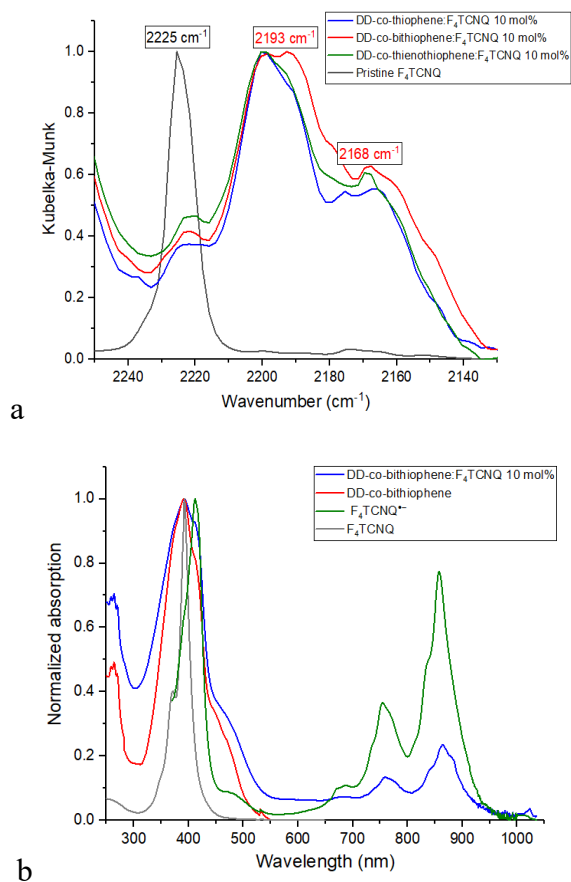 DD-co-thiophene:F₄TCNQ 10 mol%
DD-co-bithiophene:F₄TCNQ 10 mol%
DD-co-thienothiophene:F₄TCNQ 10 mol%
Pristine F₄TCNQ
2225 cm⁻¹
2193 cm⁻¹
2168 cm⁻¹
1.0
0.8
0.6
0.4
0.2
0.0
Kubelka-Munk
2240 2220 2200 2180 2160 2140
Wavenumber (cm⁻¹)
a
DD-co-bithiophene:F₄TCNQ 10 mol%
DD-co-bithiophene
F₄TCNQ•–
F₄TCNQ
1.0
0.8
0.6
0.4
0.2
0.0
Normalized absorption
300 400 500 600 700 800 900 1000
Wavelength (nm)
b